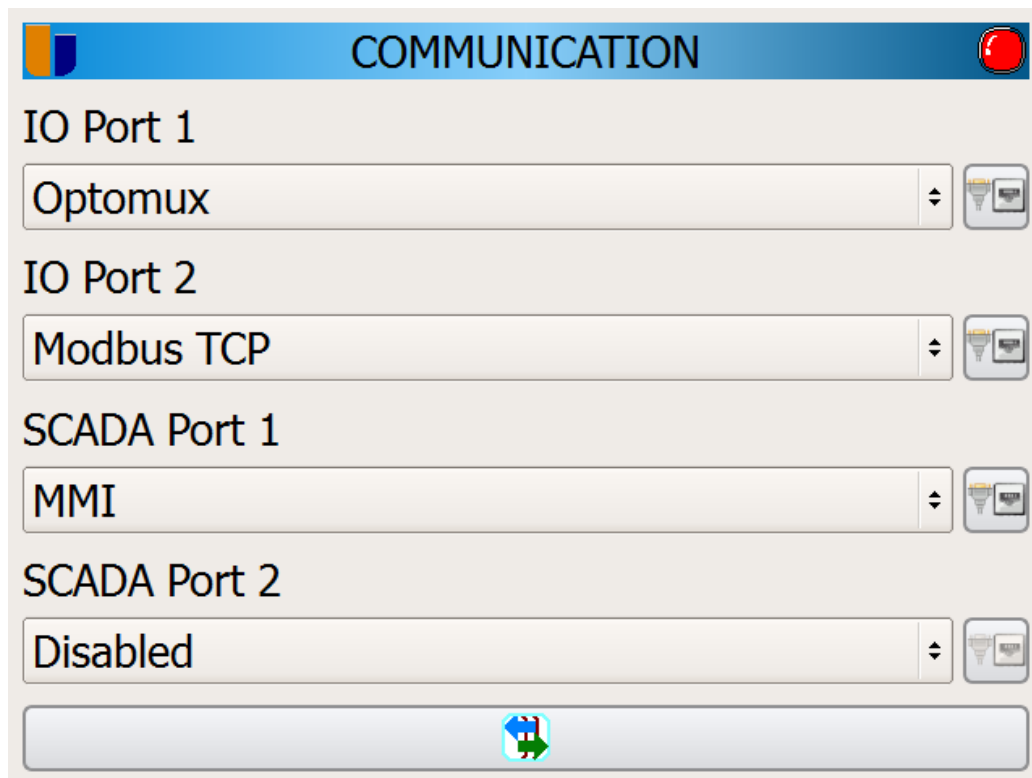 COMMUNICATION
IO Port 1
Optomux
IO Port 2
Modbus TCP
SCADA Port 1
MMI
SCADA Port 2
Disabled